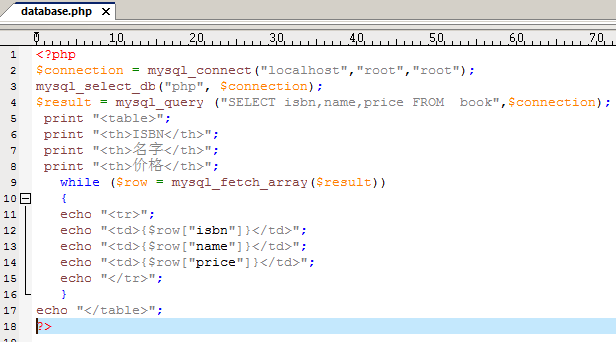 database.php
0 10 20 30 40 50 60 70
1 <?php
2 $connection = mysql_connect("localhost","root","root");
3 mysql_select_db("php", $connection);
4 $result = mysql_query ("SELECT isbn,name,price FROM  book",$connection);
5  print "<table>";
6  print "<th>ISBN</th>";
7  print "<th>名字</th>";
8  print "<th>价格</th>";
9    while ($row = mysql_fetch_array($result))
10    {
11    echo "<tr>";
12    echo "<td>{$row["isbn"]}</td>";
13    echo "<td>{$row["name"]}</td>";
14    echo "<td>{$row["price"]}</td>";
15    echo "</tr>";
16    }
17 echo "</table>";
18 ?>